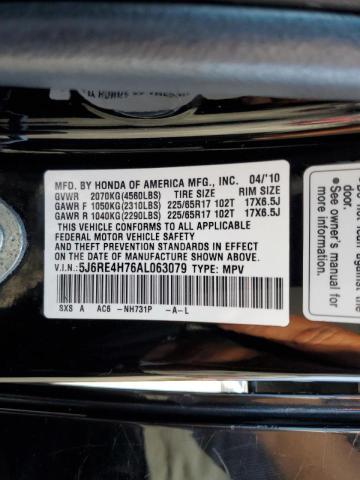 MFD. BY HONDA OF AMERICA MFG., INC. 04/'10
GVWR 2070KG(4560LBS) TIRE SIZE RIM SIZE
GAWR F 1050KG(2310LBS) 225/65R17 102T 17X6.5J
GAWR R 1040KG(2290LBS) 225/65R17 102T 17X6.5J
THIS VEHICLE CONFORMS TO ALL APPLICABLE
FEDERAL MOTOR VEHICLE SAFETY
AND THEFT PREVENTION STANDARDS IN EFFECT ON
THE DATE OF MANUFACTURE SHOWN ABOVE.
V.I.N.: 5J6RE4H76AL063079 TYPE: MPV
SXS A AC6 -NH731P -A-L
door.
•See owner's
manual for